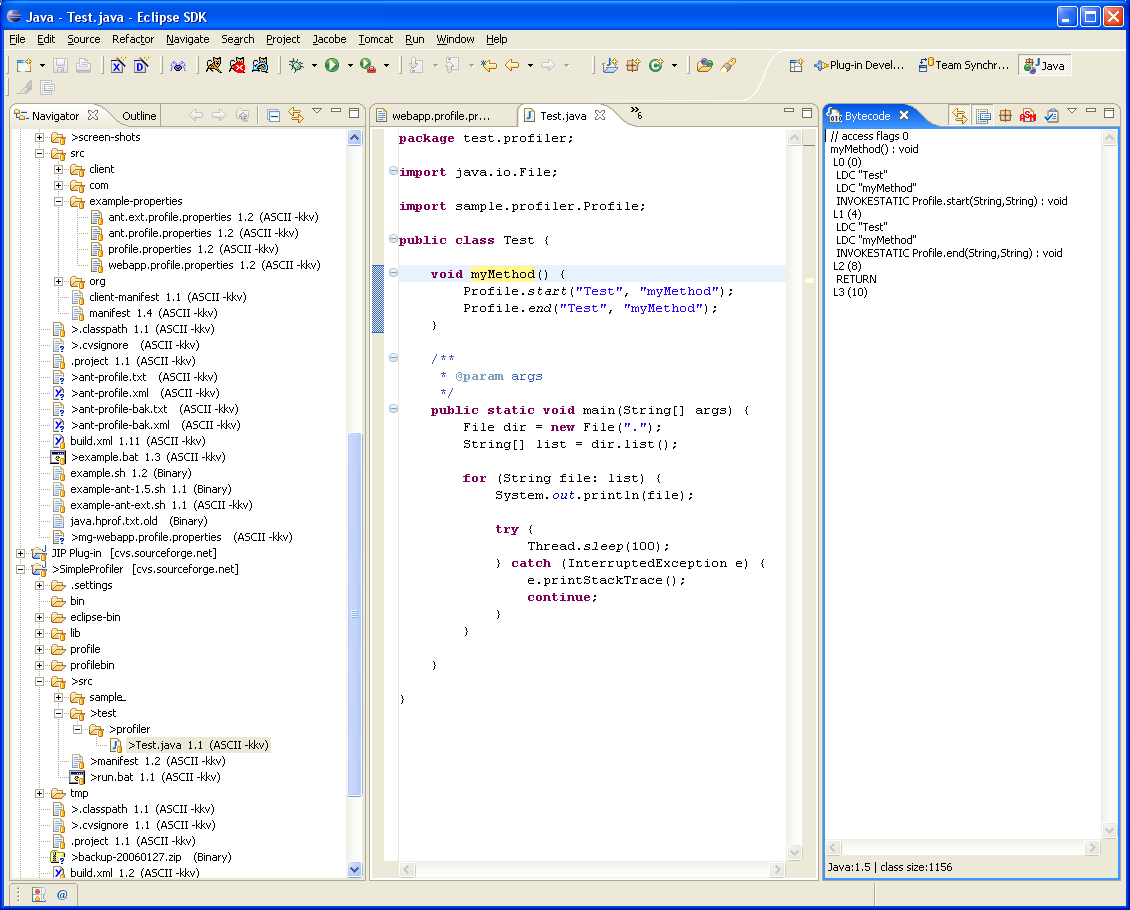 Java - Test.java - Eclipse SDK
File Edit Source Refactor Navigate Search Project Jacobe Tomcat Run Window Help
Plug-in Devel... Team Synchr... Java
Navigator Outline
>screen-shots
src
client
com
example-properties
ant.ext.profile.properties 1.2 (ASCII -kkv)
ant.profile.properties 1.2 (ASCII -kkv)
profile.properties 1.2 (ASCII -kkv)
webapp.profile.properties 1.2 (ASCII -kkv)
org
client-manifest 1.1 (ASCII -kkv)
manifest 1.4 (ASCII -kkv)
>.classpath 1.1 (ASCII -kkv)
>.cvsignore (ASCII -kkv)
.project 1.1 (ASCII -kkv)
>ant-profile.txt (ASCII -kkv)
>ant-profile.xml (ASCII -kkv)
>ant-profile-bak.txt (ASCII -kkv)
>ant-profile-bak.xml (ASCII -kkv)
build.xml 1.11 (ASCII -kkv)
>example.bat 1.3 (ASCII -kkv)
example.sh 1.2 (Binary)
example-ant-1.5.sh 1.1 (Binary)
example-ant-ext.sh 1.1 (ASCII -kkv)
java.hprof.txt.old (Binary)
>mg-webapp.profile.properties (ASCII -kkv)
JIP Plug-in [cvs.sourceforge.net]
>SimpleProfiler [cvs.sourceforge.net]
.settings
bin
eclipse-bin
lib
profile
profilebin
>src
sample_
>test
>profiler
>Test.java 1.1 (ASCII -kkv)
>manifest 1.2 (ASCII -kkv)
>run.bat 1.1 (ASCII -kkv)
tmp
>.classpath 1.1 (ASCII -kkv)
>.cvsignore 1.1 (ASCII -kkv)
.project 1.1 (ASCII -kkv)
>backup-20060127.zip (Binary)
build.xml 1.2 (ASCII -kkv)
webapp.profile.pr... Test.java »6
package test.profiler;
import java.io.File;
import sample.profiler.Profile;
public class Test {
void myMethod() {
Profile.start("Test", "myMethod");
Profile.end("Test", "myMethod");
}
/**
* @param args
*/
public static void main(String[] args) {
File dir = new File(".");
String[] list = dir.list();
for (String file: list) {
System.out.println(file);
try {
Thread.sleep(100);
} catch (InterruptedException e) {
e.printStackTrace();
continue;
}
}
}
}
Bytecode
// access flags 0
myMethod() : void
L0 (0)
LDC "Test"
LDC "myMethod"
INVOKESTATIC Profile.start(String,String) : void
L1 (4)
LDC "Test"
LDC "myMethod"
INVOKESTATIC Profile.end(String,String) : void
L2 (8)
RETURN
L3 (10)
Java:1.5 | class size:1156